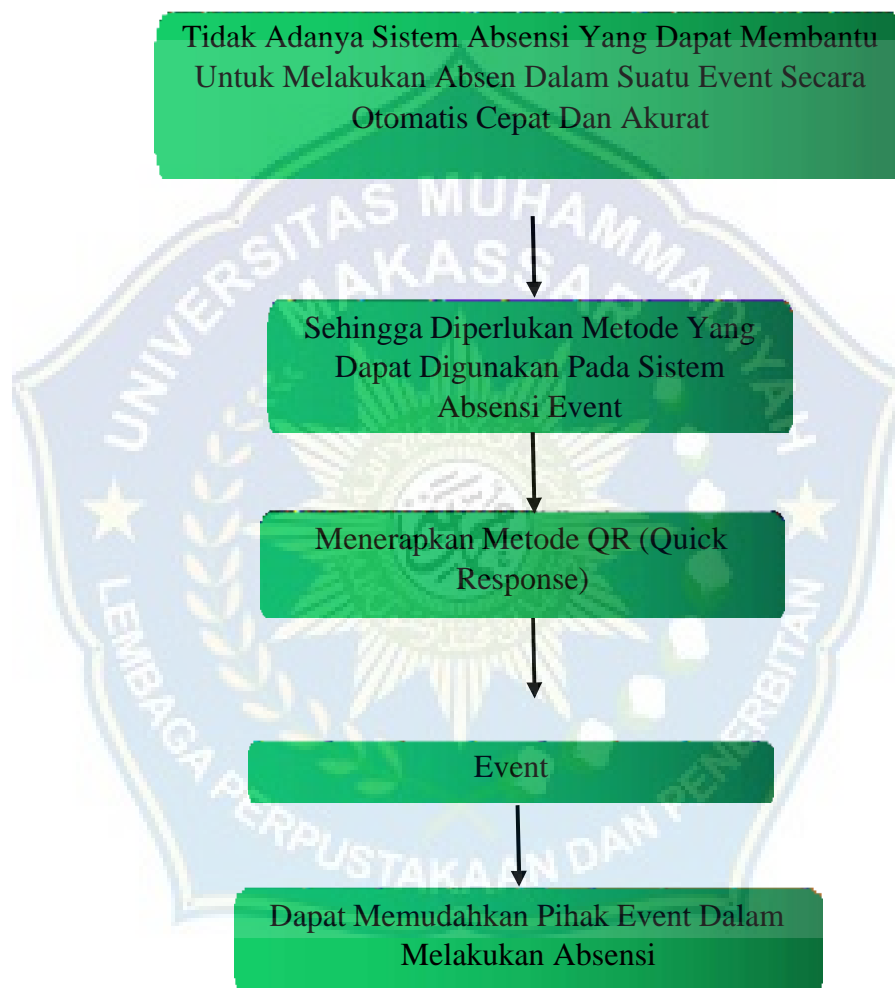 Tidak Adanya Sistem Absensi Yang Dapat Membantu
Untuk Melakukan Absen Dalam Suatu Event Secara
Otomatis Cepat Dan Akurat
UNIVERSITAS MUHAMMADIYAH
MAKASSAR
Sehingga Diperlukan Metode Yang
Dapat Digunakan Pada Sistem
Absensi Event
Menerapkan Metode QR (Quick
Response)
Event
LEMBAGA PERPUSTAKAAN DAN PENERBITAN
Dapat Memudahkan Pihak Event Dalam
Melakukan Absensi